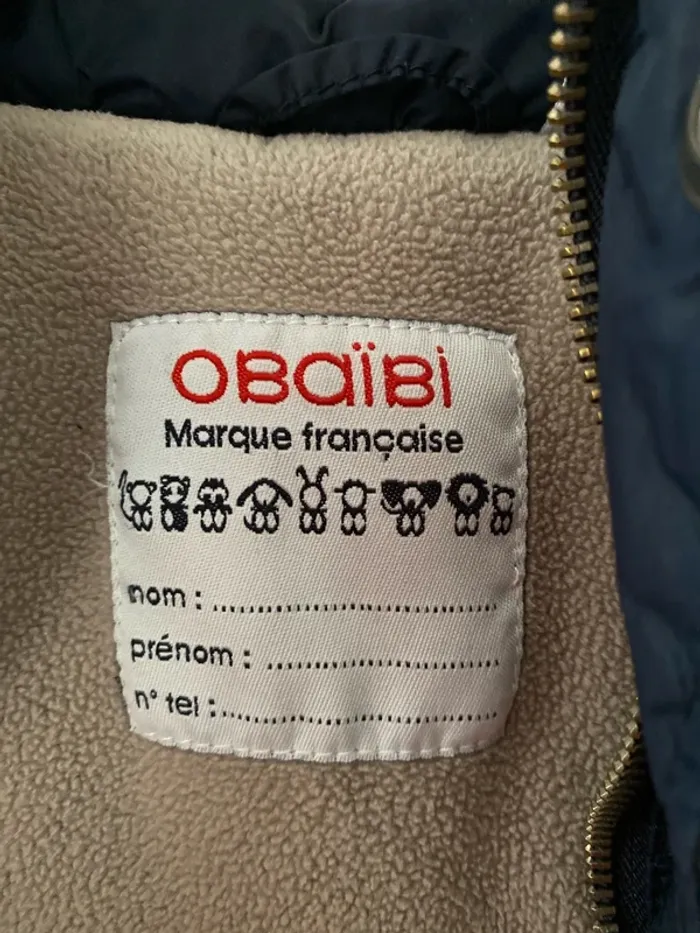 OBaïBi
Marque française
nom : ................................
prénom : ..........................
n° tel : ................................